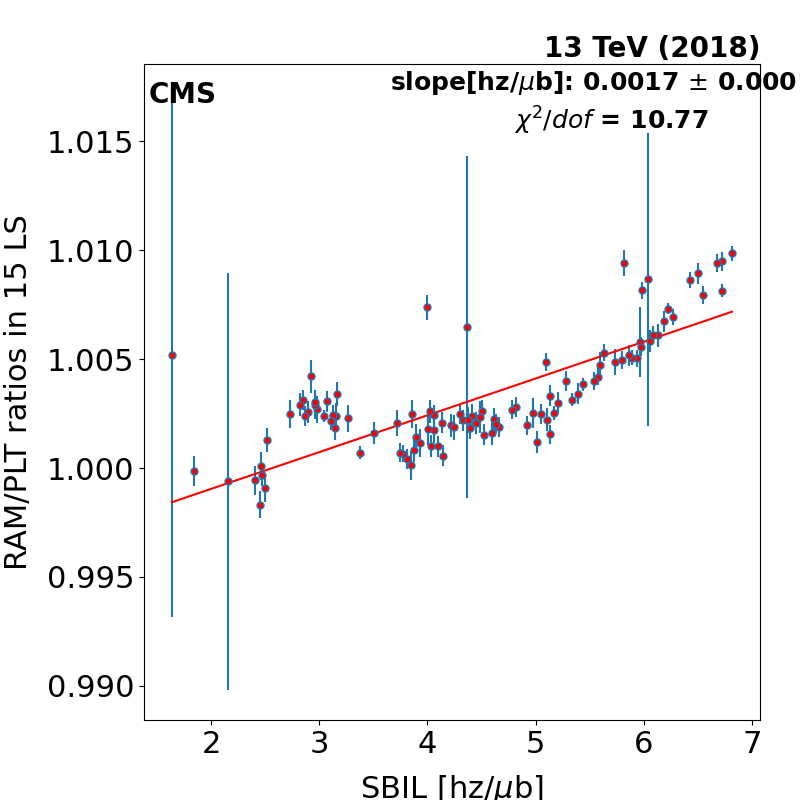 13 TeV (2018)
CMS
slope[hz/μb]: 0.0017 ± 0.000
χ²/dof = 10.77
RAM/PLT ratios in 15 LS
1.015
1.010
1.005
1.000
0.995
0.990
2 3 4 5 6 7
SBIL [hz/μb]